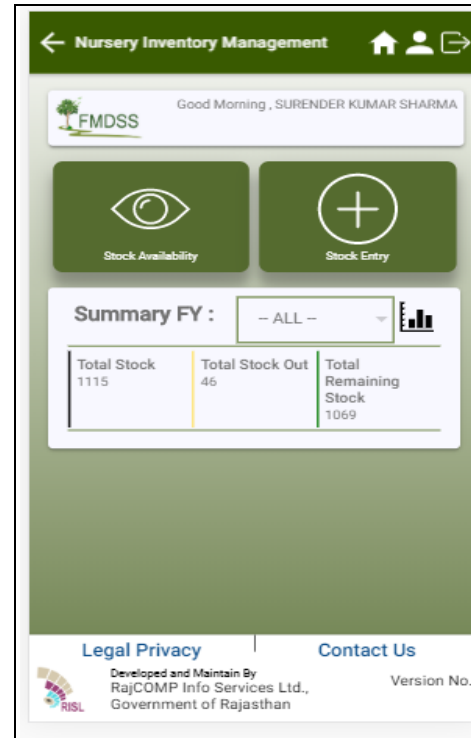 Nursery Inventory Management
FMDSS
Good Morning , SURENDER KUMAR SHARMA
Stock Availability
Stock Entry
Summary FY :
-- ALL --
Total Stock
1115
Total Stock Out
46
Total
Remaining
Stock
1069
Legal Privacy
Contact Us
RISL
Developed and Maintain By
RajCOMP Info Services Ltd.,
Government of Rajasthan
Version No.